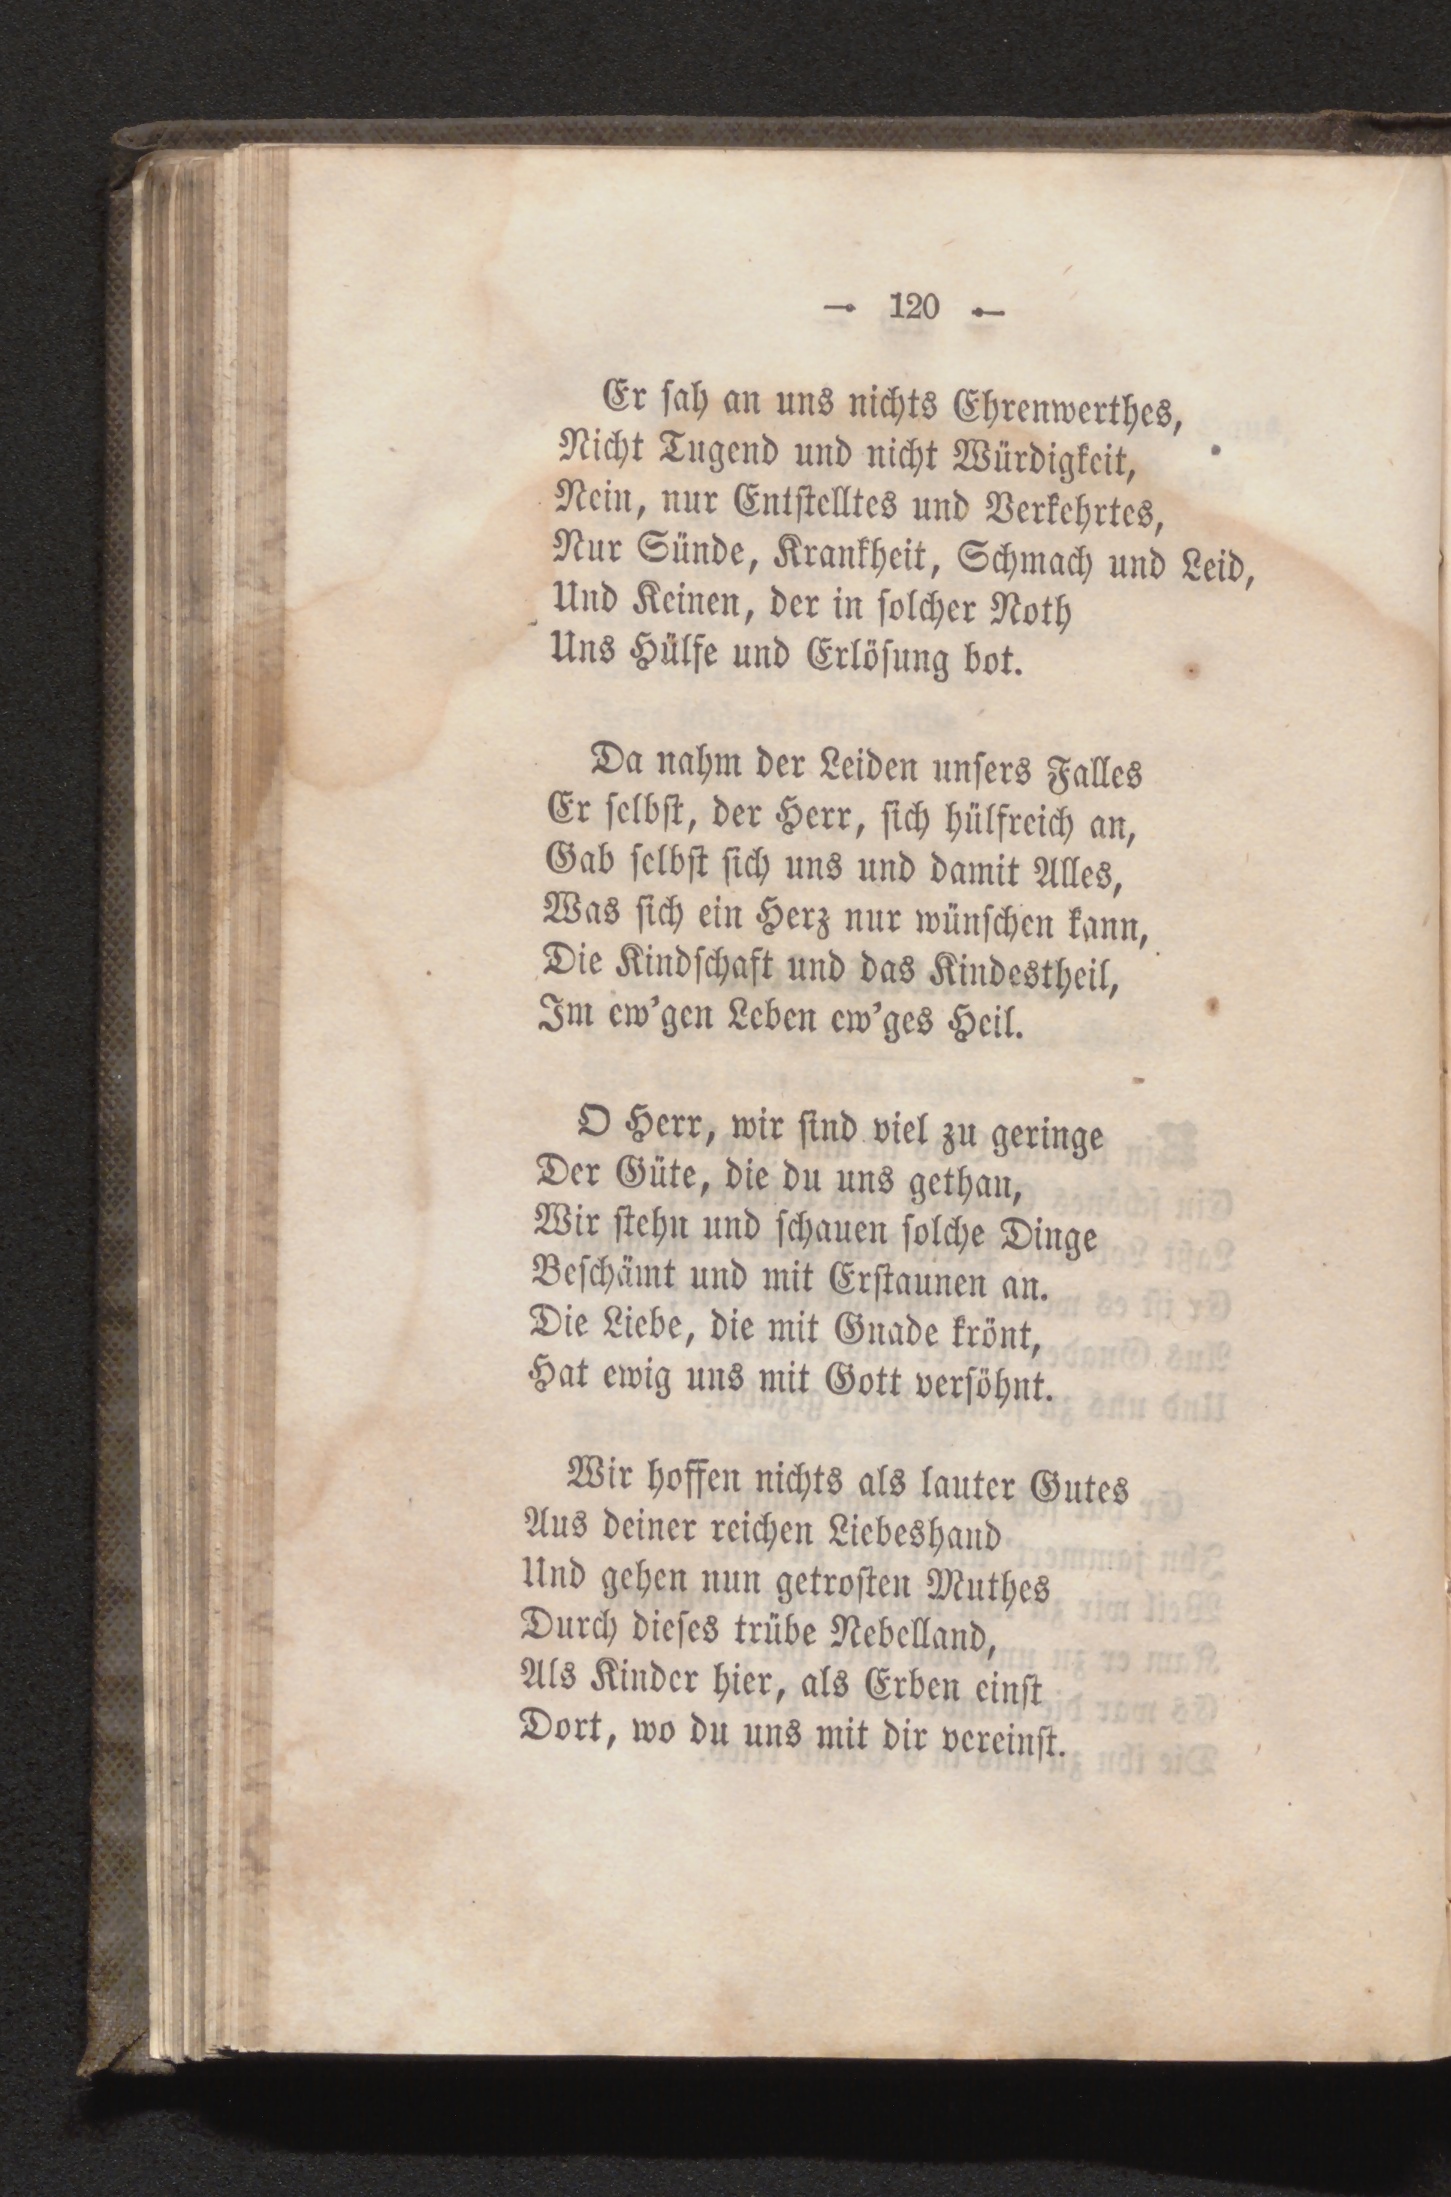 120
Er sah an uns nichts Ehrenwerthes,
Nicht Tugend und nicht Würdigkeit,
Nein, nur Entstelltes und Verkehrtes,
Nur Sünde, Krankheit, Schmach und Leid,
Und Keinen, der in solcher Noth
Uns Hülfe und Erlösung bot.
Da nahm der Leiden unsers Falles
Er selbst, der Herr, sich hülfreich an,
Gab selbst sich uns und damit Alles,
Was sich ein Herz nur wünschen kann,
Die Kindschaft und das Kindestheil,
Im ew'gen Leben ew'ges Heil.
O Herr, wir sind viel zu geringe
Der Güte, die du uns gethan,
Wir stehn und schauen solche Dinge
Beschämt und mit Erstaunen an.
Die Liebe, die mit Gnade krönt,
Hat ewig uns mit Gott versöhnt.
Wir hoffen nichts als lauter Gutes
Aus deiner reichen Liebeshand
Und gehen nun getrosten Muthes
Durch dieses trübe Nebelland,
Als Kinder hier, als Erben einst
Dort, wo du uns mit dir vereinst.